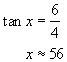 tan x = 6/4
x ≈ 56